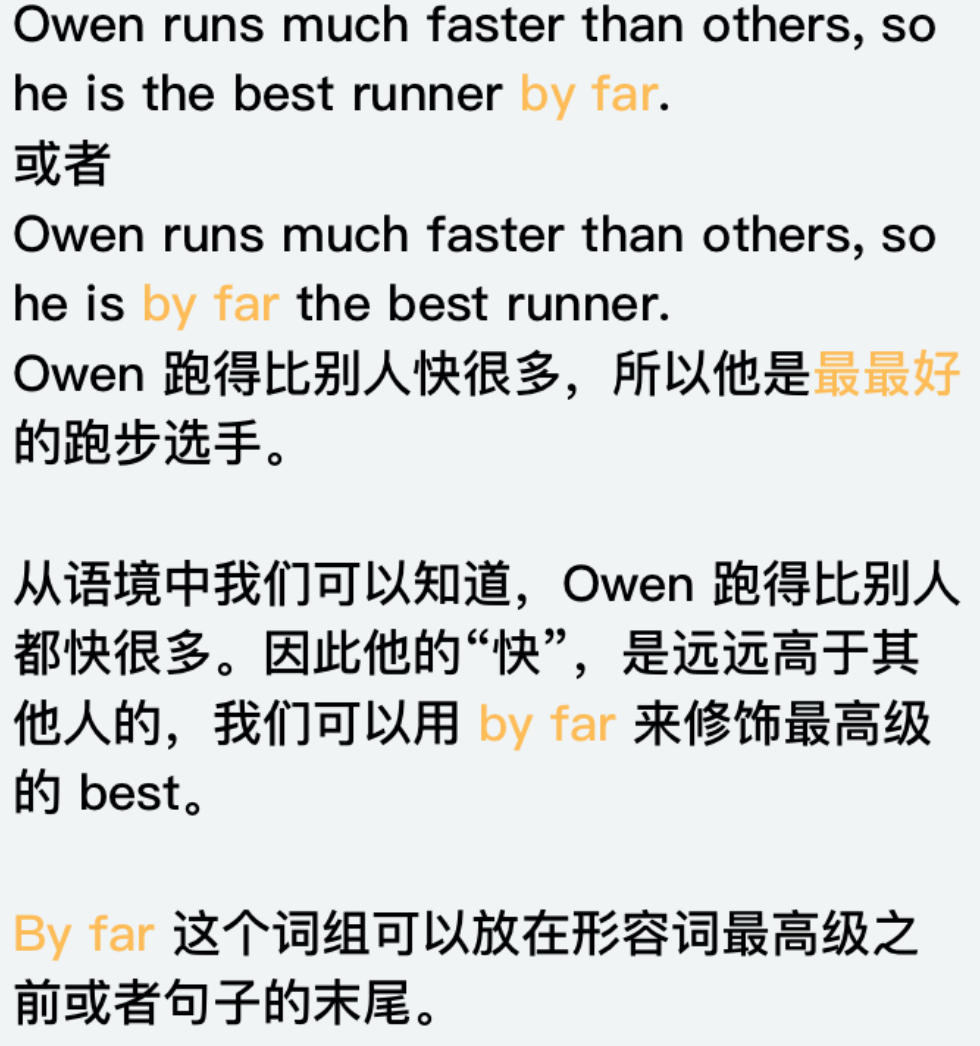 Owen runs much faster than others, so
he is the best runner by far.
或者
Owen runs much faster than others, so
he is by far the best runner.
Owen 跑得比别人快很多，所以他是最最好
的跑步选手。
从语境中我们可以知道，Owen 跑得比别人
都快很多。因此他的“快”，是远远高于其
他人的，我们可以用 by far 来修饰最高级
的 best。
By far 这个词组可以放在形容词最高级之
前或者句子的末尾。